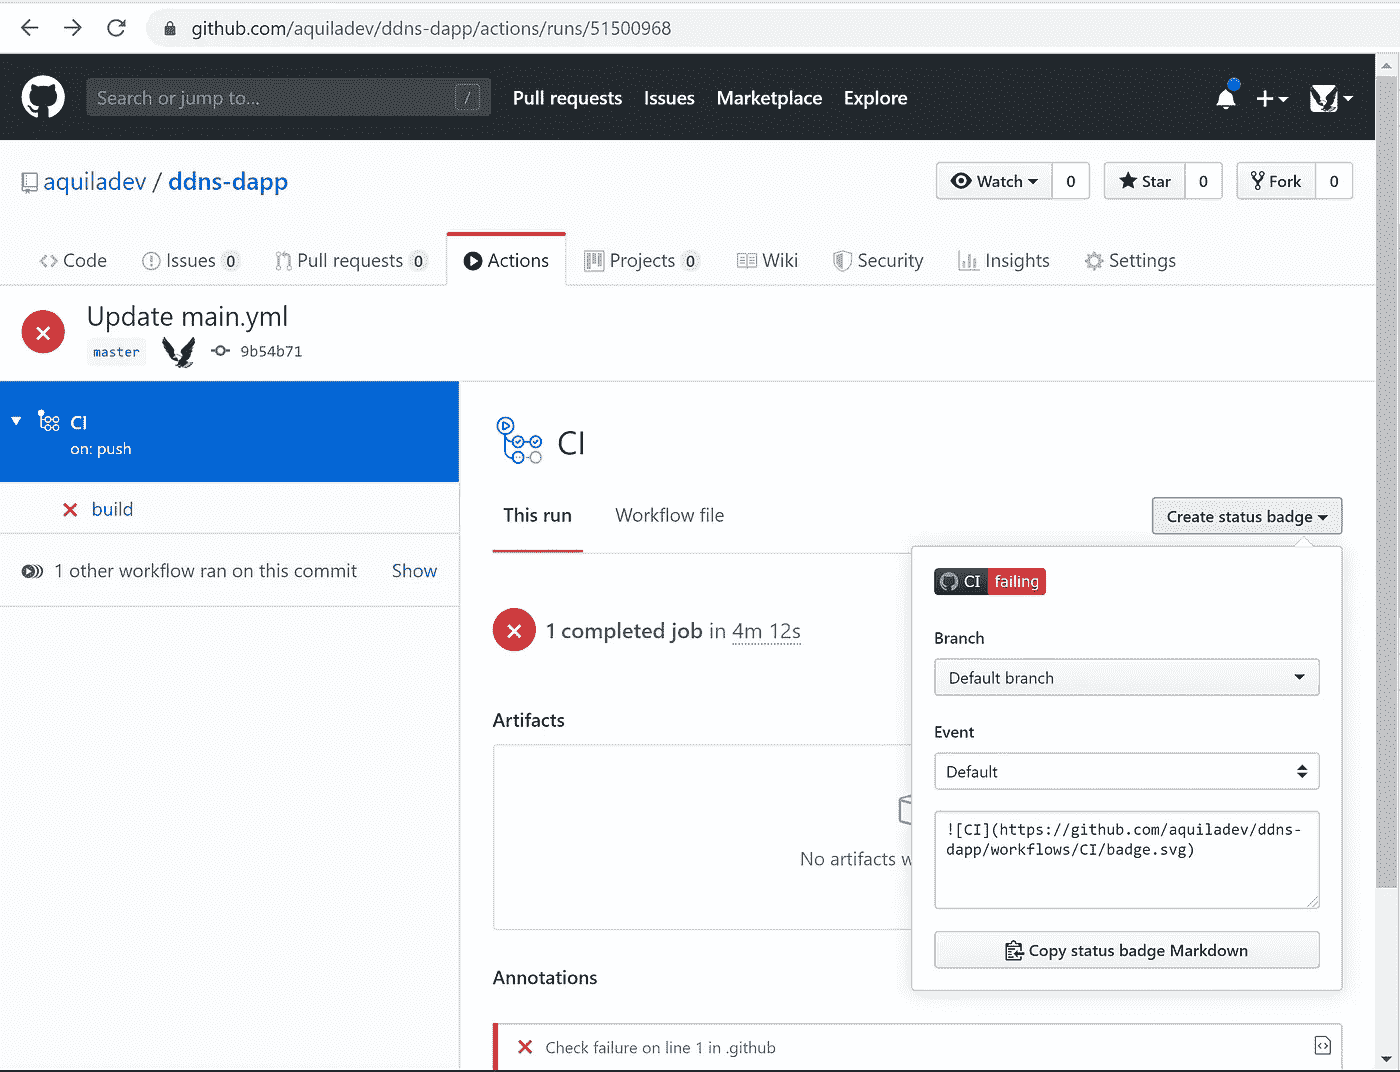 github.com/aquiladev/ddns-dapp/actions/runs/51500968
Search or jump to... /
Pull requests Issues Marketplace Explore
aquiladev / ddns-dapp
Watch 0 Star 0 Fork 0
Code Issues 0 Pull requests 0 Actions Projects 0 Wiki Security Insights Settings
Update main.yml
master 9b54b71
CI
on: push
build
1 other workflow ran on this commit Show
CI
This run Workflow file
Create status badge
1 completed job in 4m 12s
Artifacts
No artifacts w
Annotations
Check failure on line 1 in .github
CI failing
Branch
Default branch
Event
Default
![CI](https://github.com/aquiladev/ddns-
dapp/workflows/CI/badge.svg)
Copy status badge Markdown